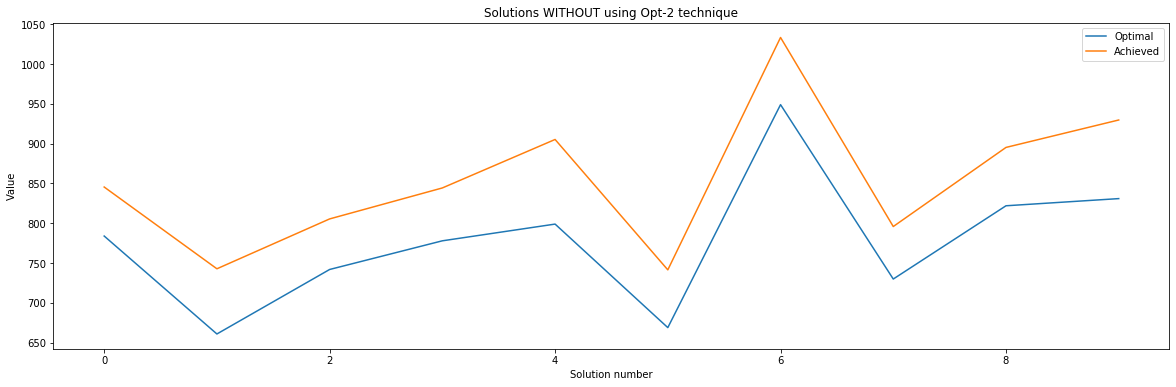 Solutions WITHOUT using Opt-2 technique
Optimal
Achieved
1050
1000
950
900
850
800
750
700
650
Value
0 2 4 6 8
Solution number